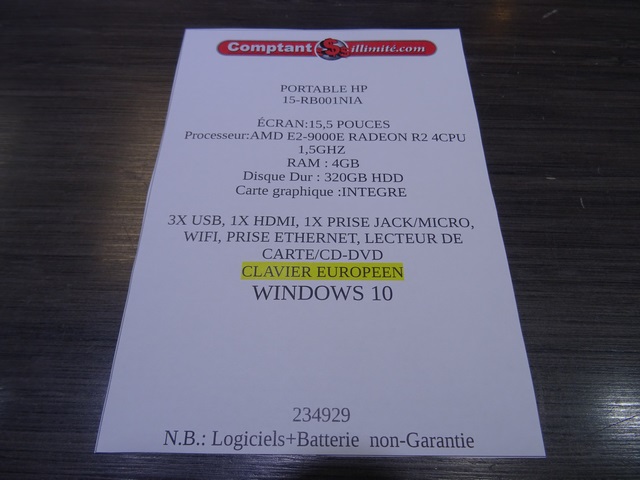 Comptant illimité.com
PORTABLE HP
15-RB001NIA
ÉCRAN:15,5 POUCES
Processeur:AMD E2-9000E RADEON R2 4CPU
1,5GHZ
RAM : 4GB
Disque Dur : 320GB HDD
Carte graphique :INTEGRE
3X USB, 1X HDMI, 1X PRISE JACK/MICRO,
WIFI, PRISE ETHERNET, LECTEUR DE
CARTE/CD-DVD
CLAVIER EUROPEEN
WINDOWS 10
234929
N.B.: Logiciels+Batterie non-Garantie